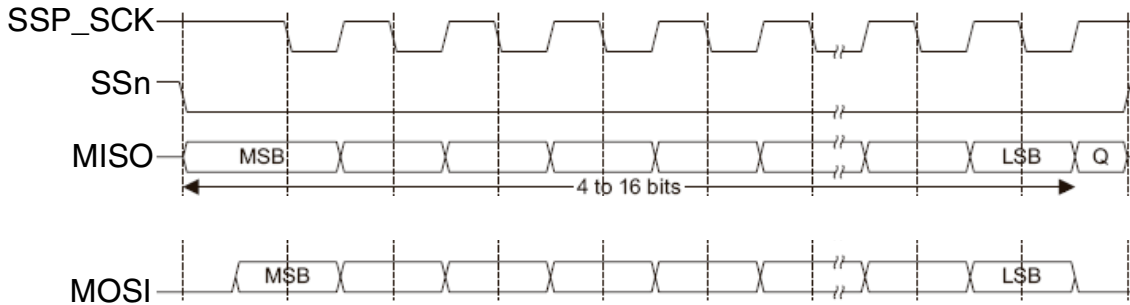 SSP_SCK
SSn
MISO MSB LSB Q
4 to 16 bits
MOSI MSB LSB